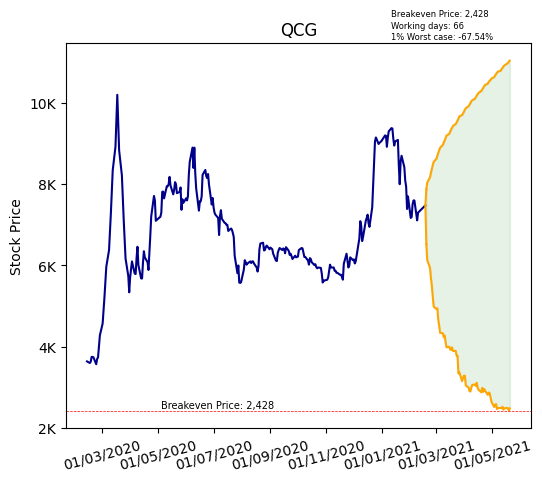 Breakeven Price: 2,428
Working days: 66
1% Worst case: -67.54%
QCG
Stock Price
10K
8K
6K
4K
2K
Breakeven Price: 2,428
01/03/2020
01/05/2020
01/07/2020
01/09/2020
01/11/2020
01/01/2021
01/03/2021
01/05/2021